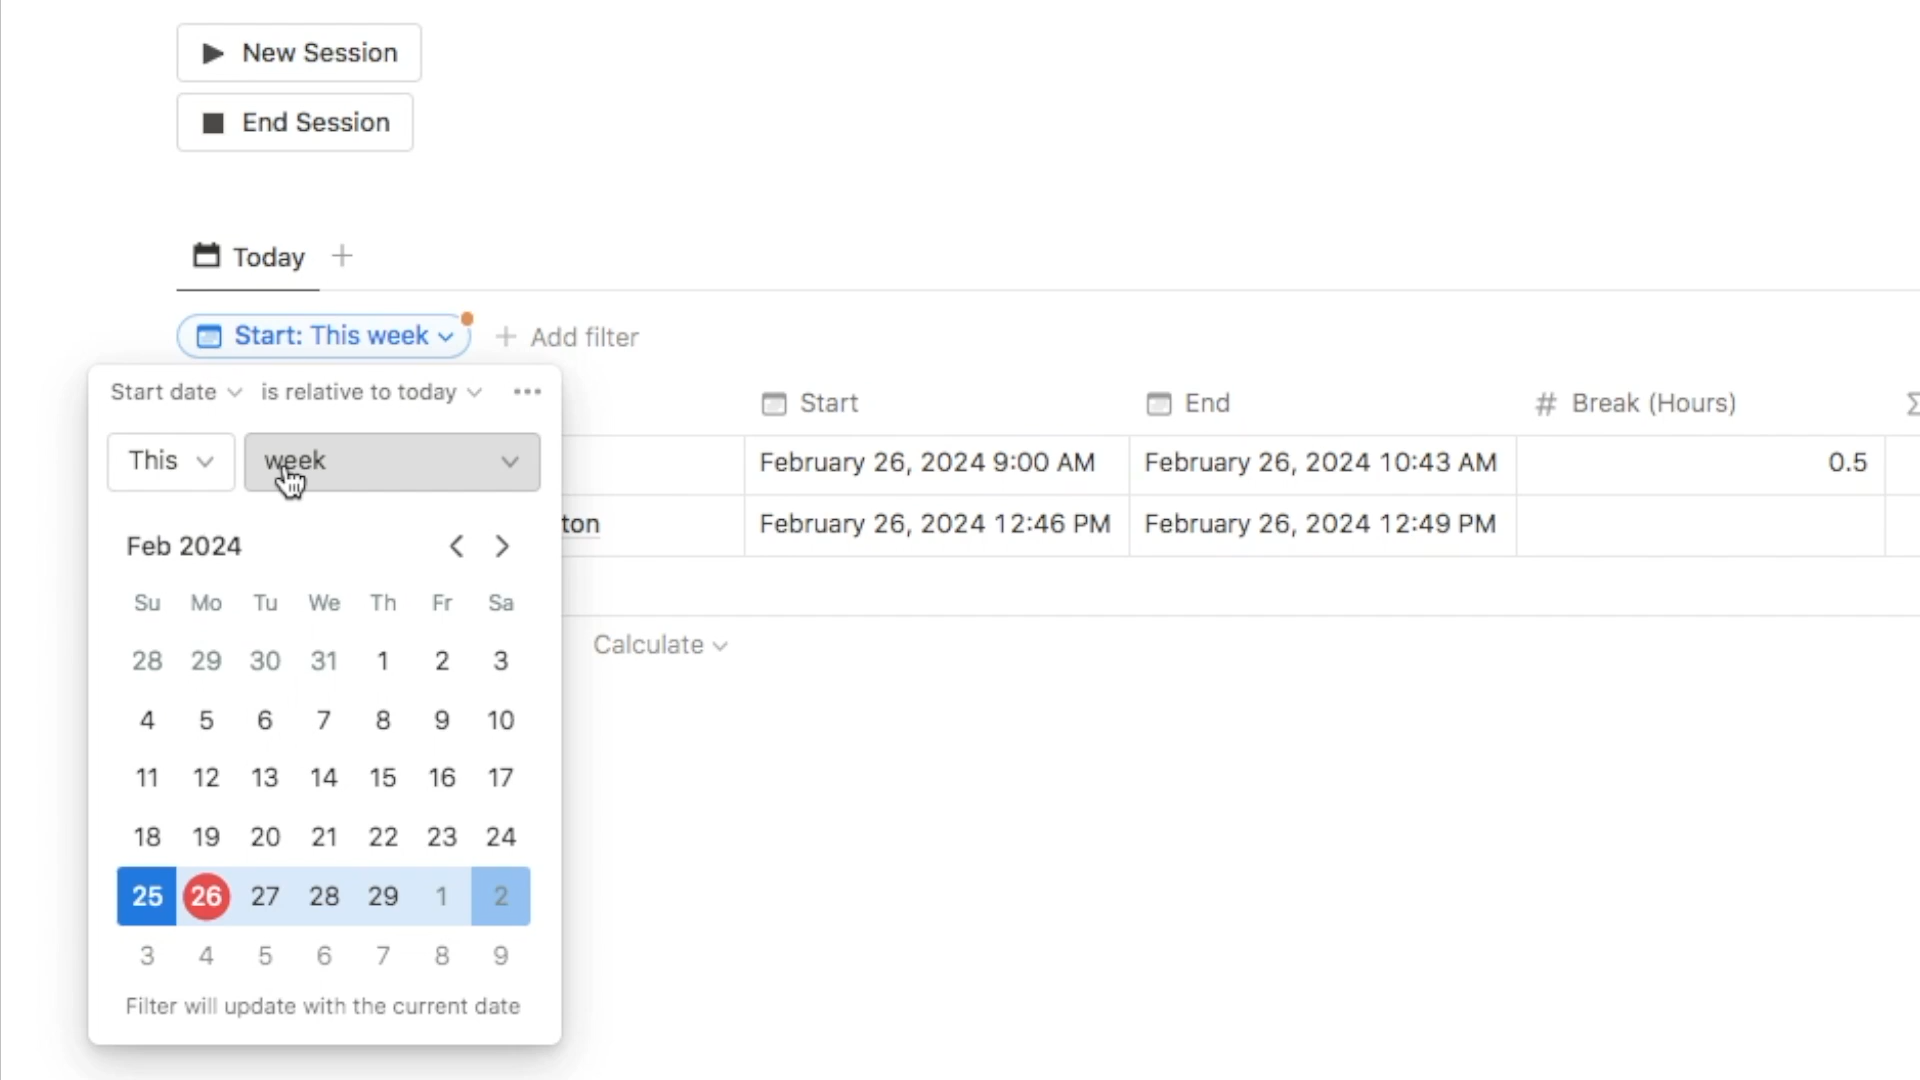 New Session
End Session
Today
Start: This week
Add filter
Start date is relative to today
This week
Feb 2024
Su Mo Tu We Th Fr Sa
28 29 30 31 1 2 3
4 5 6 7 8 9 10
11 12 13 14 15 16 17
18 19 20 21 22 23 24
25 26 27 28 29 1 2
3 4 5 6 7 8 9
Filter will update with the current date
Start End # Break (Hours) Σ
February 26, 2024 9:00 AM February 26, 2024 10:43 AM 0.5
ton February 26, 2024 12:46 PM February 26, 2024 12:49 PM
Calculate